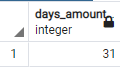 days_amount
integer
1 31